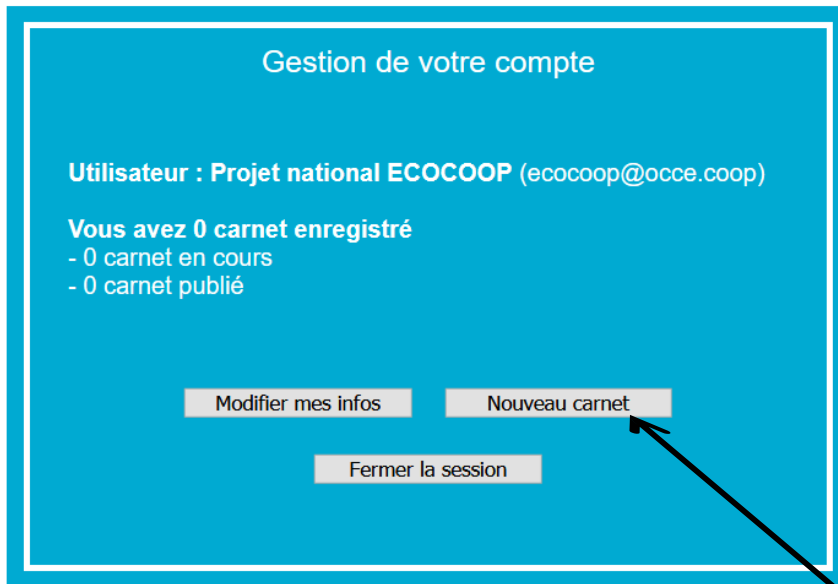 Gestion de votre compte
Utilisateur : Projet national ECOCOOP (ecocoop@occe.coop)
Vous avez 0 carnet enregistré
- 0 carnet en cours
- 0 carnet publié
Modifier mes infos Nouveau carnet
Fermer la session